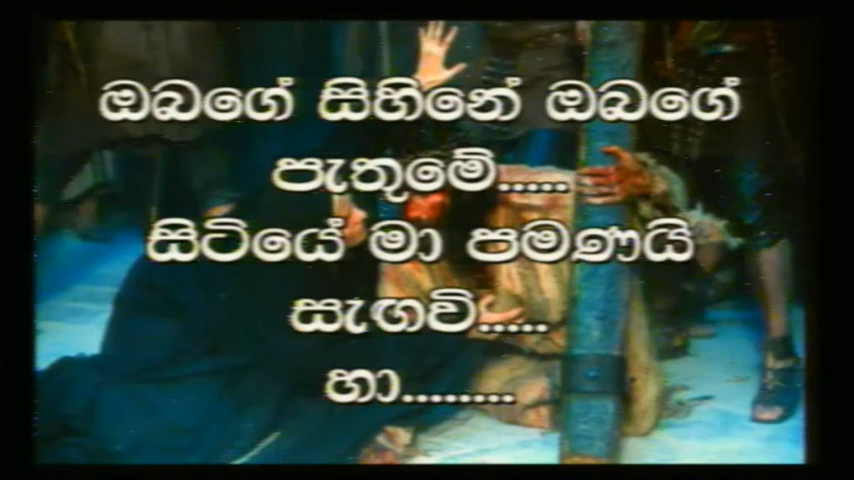 ඔබගේ සිහිනේ ඔබගේ
පැතුමේ.....
සිටියේ මා පමණයි
සැඟවි.....
හා........